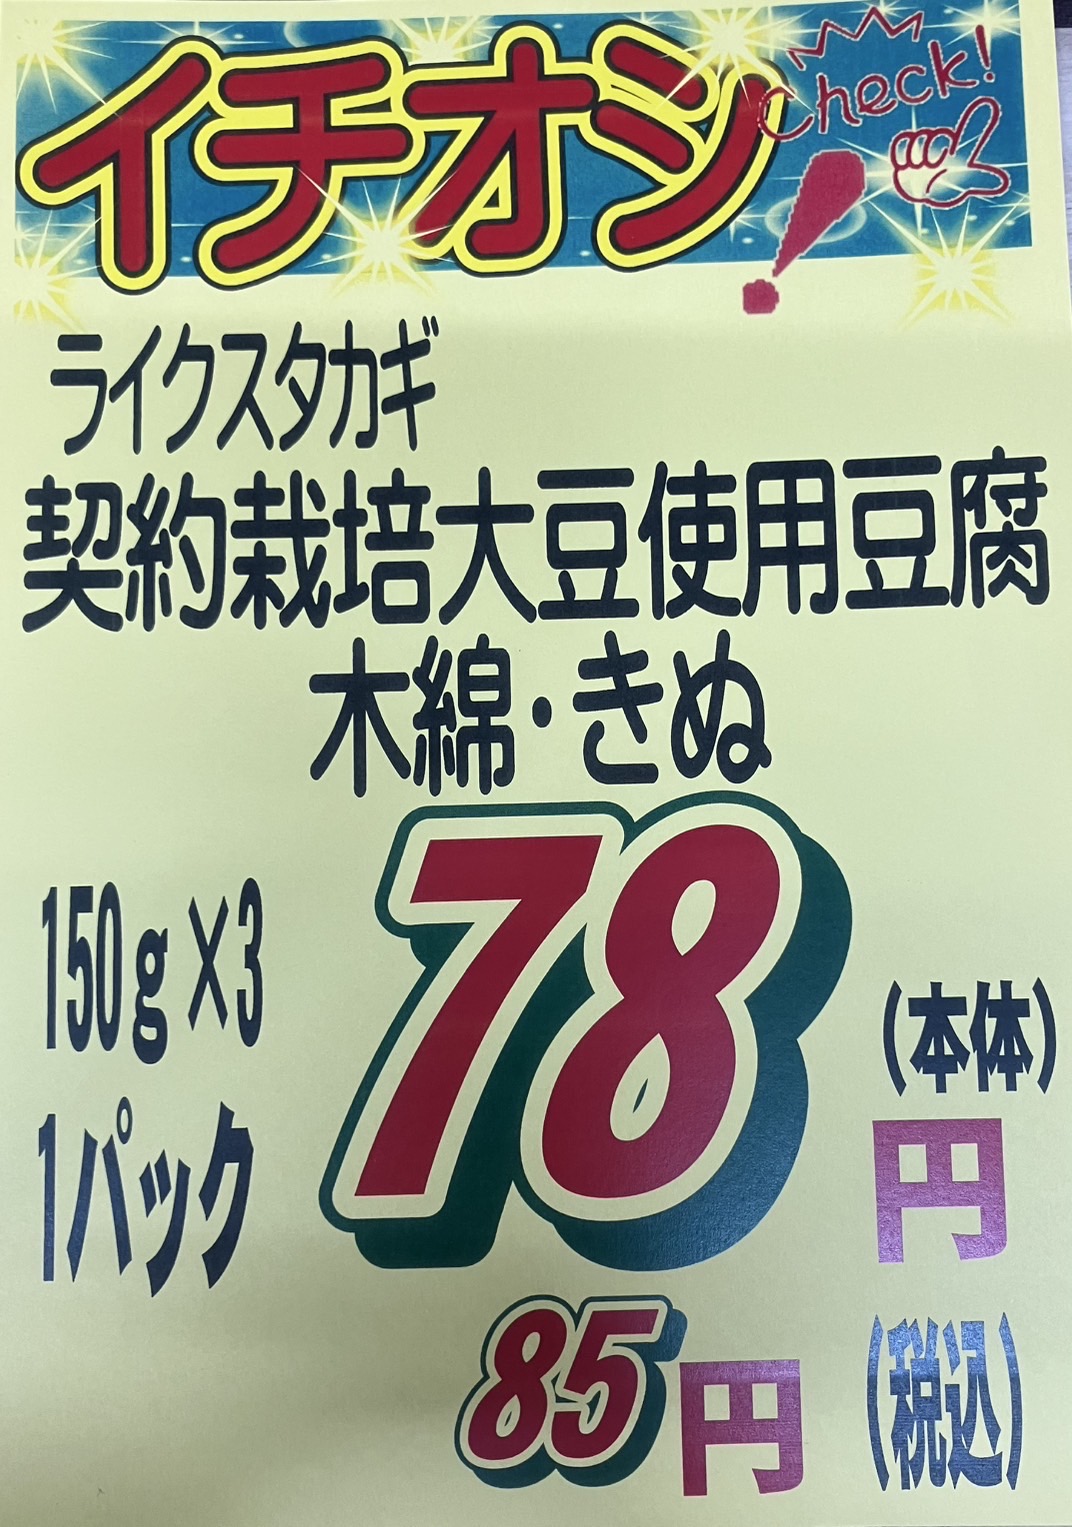 イチオシ
Check!
!
ライクスタカギ
契約栽培大豆使用豆腐
木綿・きぬ
150g×3
1パック
78
(本体)
円
85円
(税込)